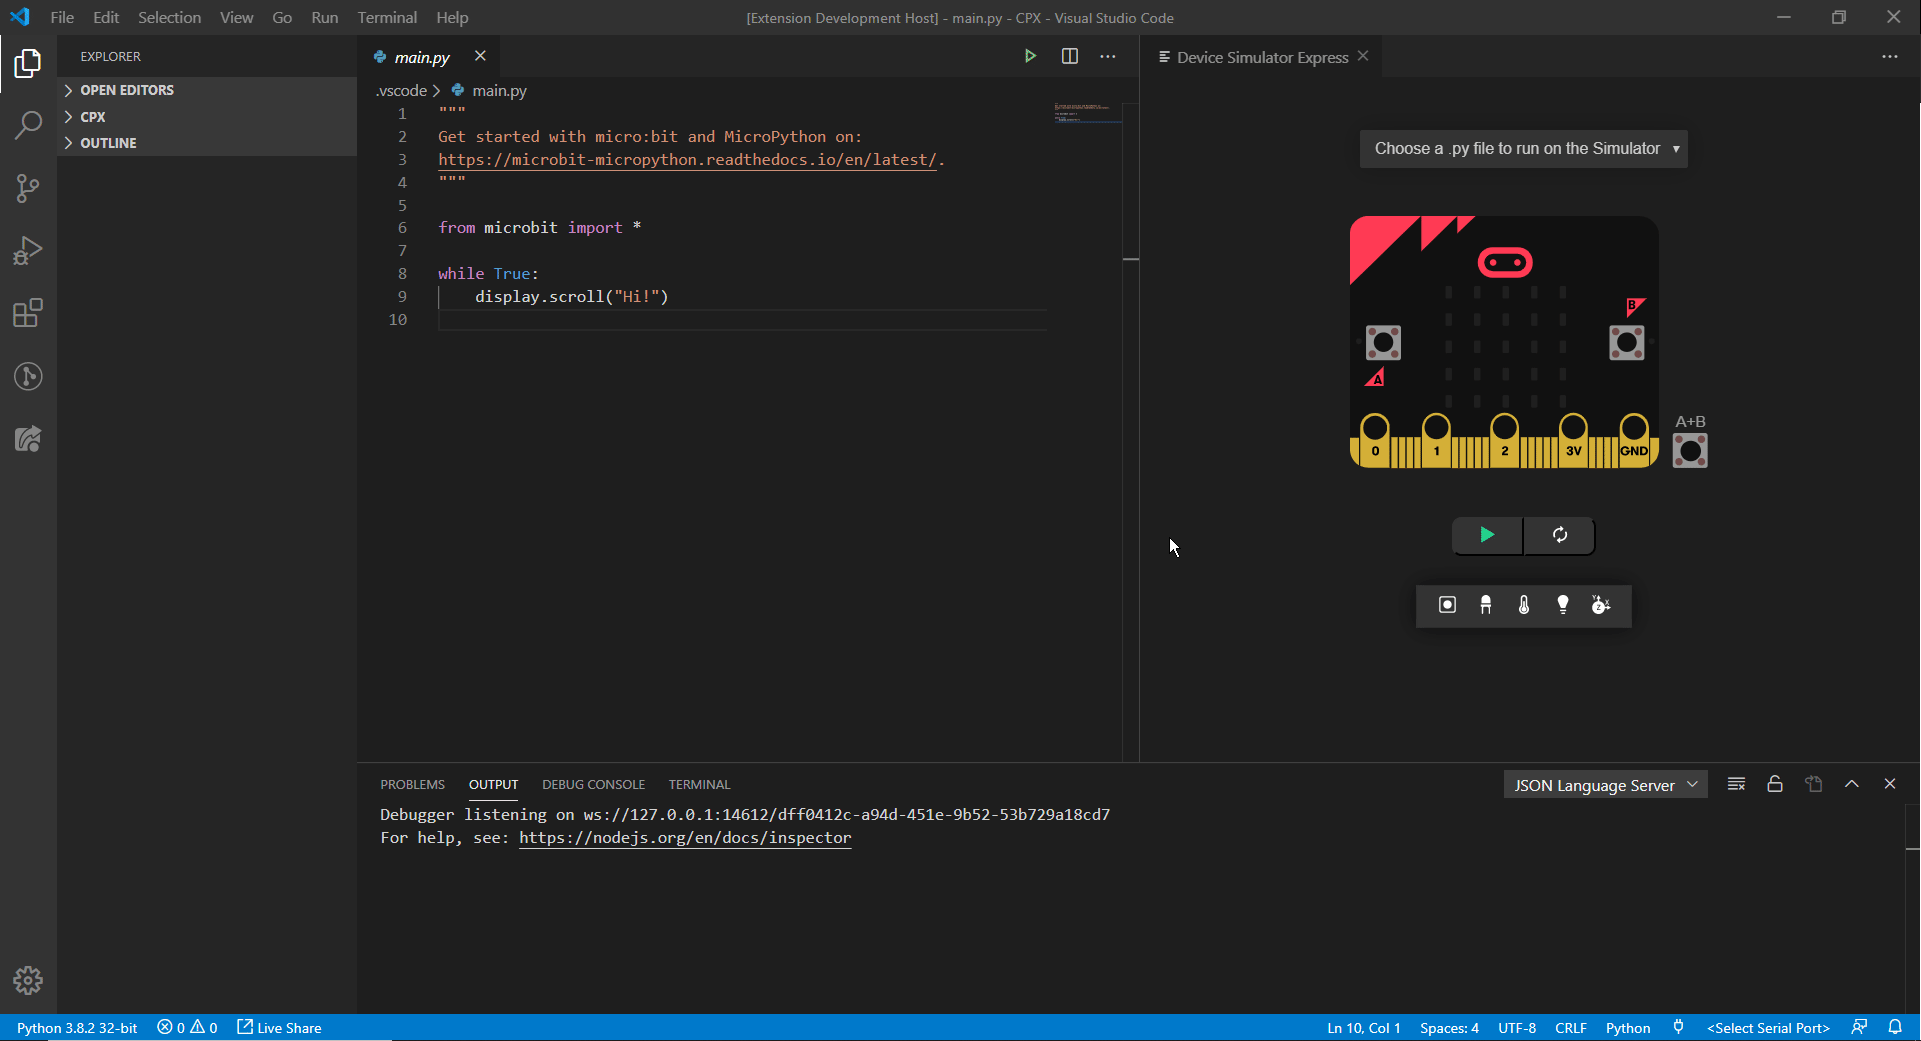 File Edit Selection View Go Run Terminal Help
[Extension Development Host] - main.py - CPX - Visual Studio Code
EXPLORER
OPEN EDITORS
CPX
OUTLINE
main.py
.vscode > main.py
1 """
2 Get started with micro:bit and MicroPython on:
3 https://microbit-micropython.readthedocs.io/en/latest/.
4 """
5
6 from microbit import *
7
8 while True:
9     display.scroll("Hi!")
10
Device Simulator Express
Choose a .py file to run on the Simulator
B
A
0 1 2 3V GND
A+B
PROBLEMS OUTPUT DEBUG CONSOLE TERMINAL
JSON Language Server
Debugger listening on ws://127.0.0.1:14612/dff0412c-a94d-451e-9b52-53b729a18cd7
For help, see: https://nodejs.org/en/docs/inspector
Python 3.8.2 32-bit 0 0 Live Share
Ln 10, Col 1 Spaces: 4 UTF-8 CRLF Python <Select Serial Port>